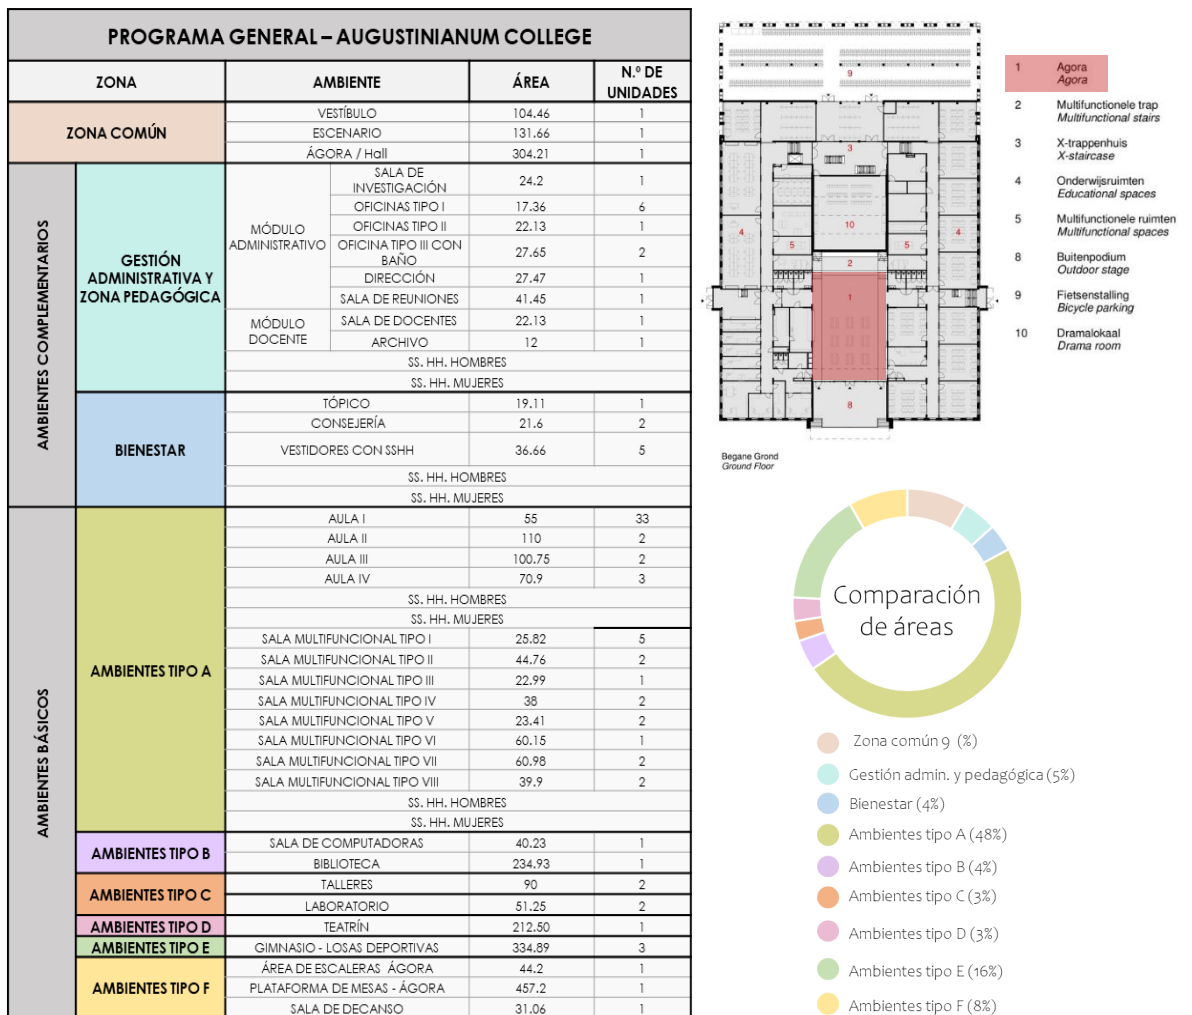 PROGRAMA GENERAL – AUGUSTINIANUM COLLEGE
ZONA AMBIENTE ÁREA N.º DE UNIDADES
ZONA COMÚN
VESTÍBULO 104.46 1
ESCENARIO 131.66 1
ÁGORA / Hall 304.21 1
AMBIENTES COMPLEMENTARIOS
GESTIÓN
ADMINISTRATIVA Y
ZONA PEDAGÓGICA
MÓDULO
ADMINISTRATIVO
SALA DE
INVESTIGACIÓN 24.2 1
OFICINAS TIPO I 17.36 6
OFICINAS TIPO II 22.13 1
OFICINA TIPO III CON
BAÑO 27.65 2
DIRECCIÓN 27.47 1
SALA DE REUNIONES 41.45 1
MÓDULO
DOCENTE
SALA DE DOCENTES 22.13 1
ARCHIVO 12 1
SS. HH. HOMBRES
SS. HH. MUJERES
BIENESTAR
TÓPICO 19.11 1
CONSEJERÍA 21.6 2
VESTIDORES CON SSHH 36.66 5
SS. HH. HOMBRES
SS. HH. MUJERES
AMBIENTES BÁSICOS
AMBIENTES TIPO A
AULA I 55 33
AULA II 110 2
AULA III 100.75 2
AULA IV 70.9 3
SS. HH. HOMBRES
SS. HH. MUJERES
SALA MULTIFUNCIONAL TIPO I 25.82 5
SALA MULTIFUNCIONAL TIPO II 44.76 2
SALA MULTIFUNCIONAL TIPO III 22.99 1
SALA MULTIFUNCIONAL TIPO IV 38 2
SALA MULTIFUNCIONAL TIPO V 23.41 2
SALA MULTIFUNCIONAL TIPO VI 60.15 1
SALA MULTIFUNCIONAL TIPO VII 60.98 2
SALA MULTIFUNCIONAL TIPO VIII 39.9 2
SS. HH. HOMBRES
SS. HH. MUJERES
AMBIENTES TIPO B
SALA DE COMPUTADORAS 40.23 1
BIBLIOTECA 234.93 1
AMBIENTES TIPO C
TALLERES 90 2
LABORATORIO 51.25 2
AMBIENTES TIPO D
TEATRÍN 212.50 1
AMBIENTES TIPO E
GIMNASIO - LOSAS DEPORTIVAS 334.89 3
AMBIENTES TIPO F
ÁREA DE ESCALERAS ÁGORA 44.2 1
PLATAFORMA DE MESAS - ÁGORA 457.2 1
SALA DE DECANSO 31.06 1
9
3
4 10 4
5 5
2
1
8
Begane Grond
Ground Floor
1 Agora
Agora
2 Multifunctionele trap
Multifunctional stairs
3 X-trappenhuis
X-staircase
4 Onderwijsruimten
Educational spaces
5 Multifunctionele ruimten
Multifunctional spaces
8 Buitenpodium
Outdoor stage
9 Fietsenstalling
Bicycle parking
10 Dramalokaal
Drama room
Comparación
de áreas
Zona común 9 (%)
Gestión admin. y pedagógica (5%)
Bienestar (4%)
Ambientes tipo A (48%)
Ambientes tipo B (4%)
Ambientes tipo C (3%)
Ambientes tipo D (3%)
Ambientes tipo E (16%)
Ambientes tipo F (8%)